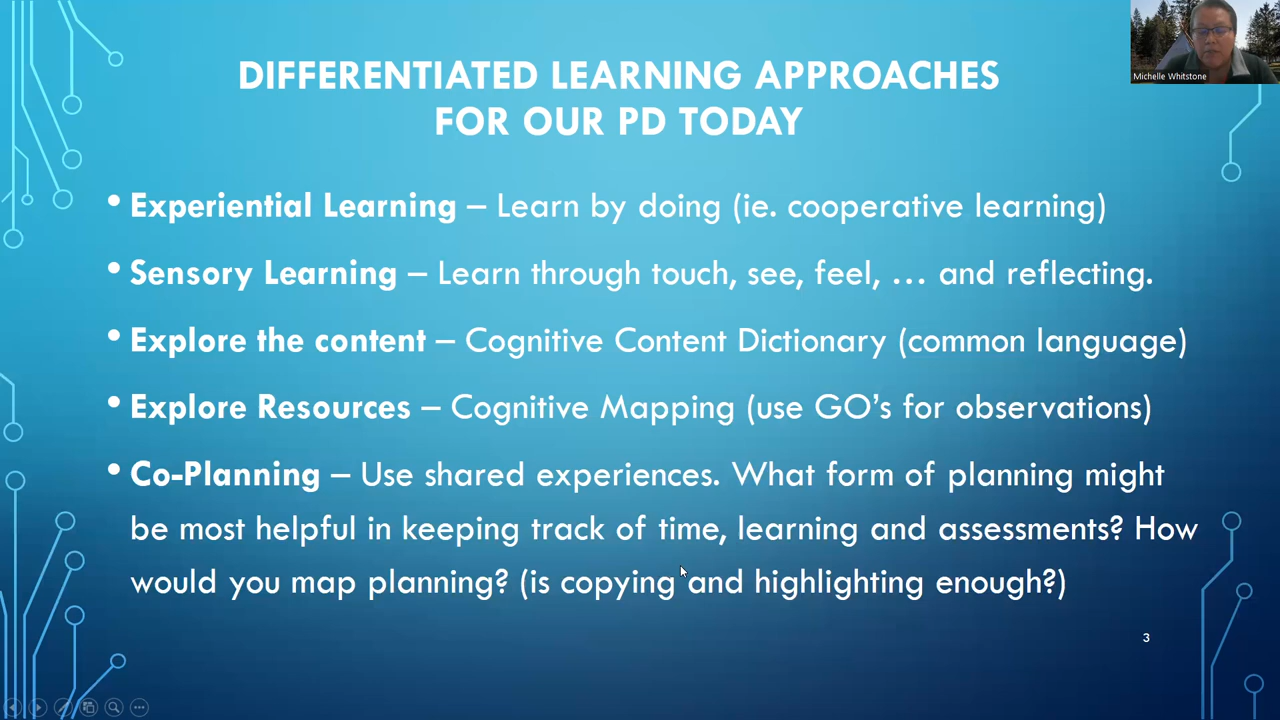 Michelle Whitstone
DIFFERENTIATED LEARNING APPROACHES
FOR OUR PD TODAY
• Experiential Learning – Learn by doing (ie. cooperative learning)
• Sensory Learning – Learn through touch, see, feel, … and reflecting.
• Explore the content – Cognitive Content Dictionary (common language)
• Explore Resources – Cognitive Mapping (use GO’s for observations)
• Co-Planning – Use shared experiences. What form of planning might
be most helpful in keeping track of time, learning and assessments? How
would you map planning? (is copying and highlighting enough?)
3